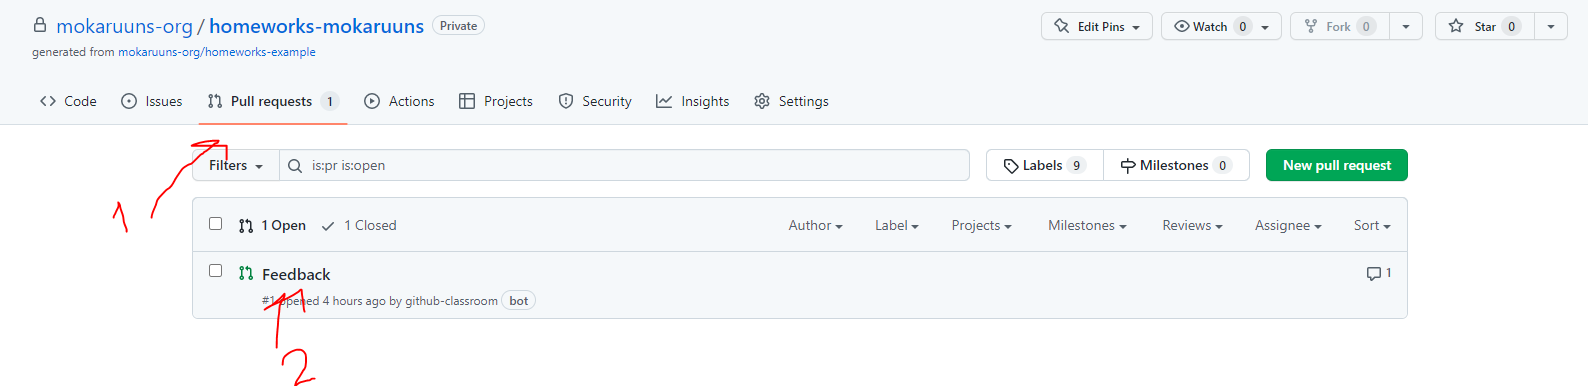 mokaruuns-org / homeworks-mokaruuns Private Edit Pins Watch 0 Fork 0 Star 0
generated from mokaruuns-org/homeworks-example
Code Issues Pull requests 1 Actions Projects Security Insights Settings
Filters is:pr is:open Labels 9 Milestones 0 New pull request
1
1 Open 1 Closed Author Label Projects Milestones Reviews Assignee Sort
Feedback 1
#1 opened 4 hours ago by github-classroom bot
2